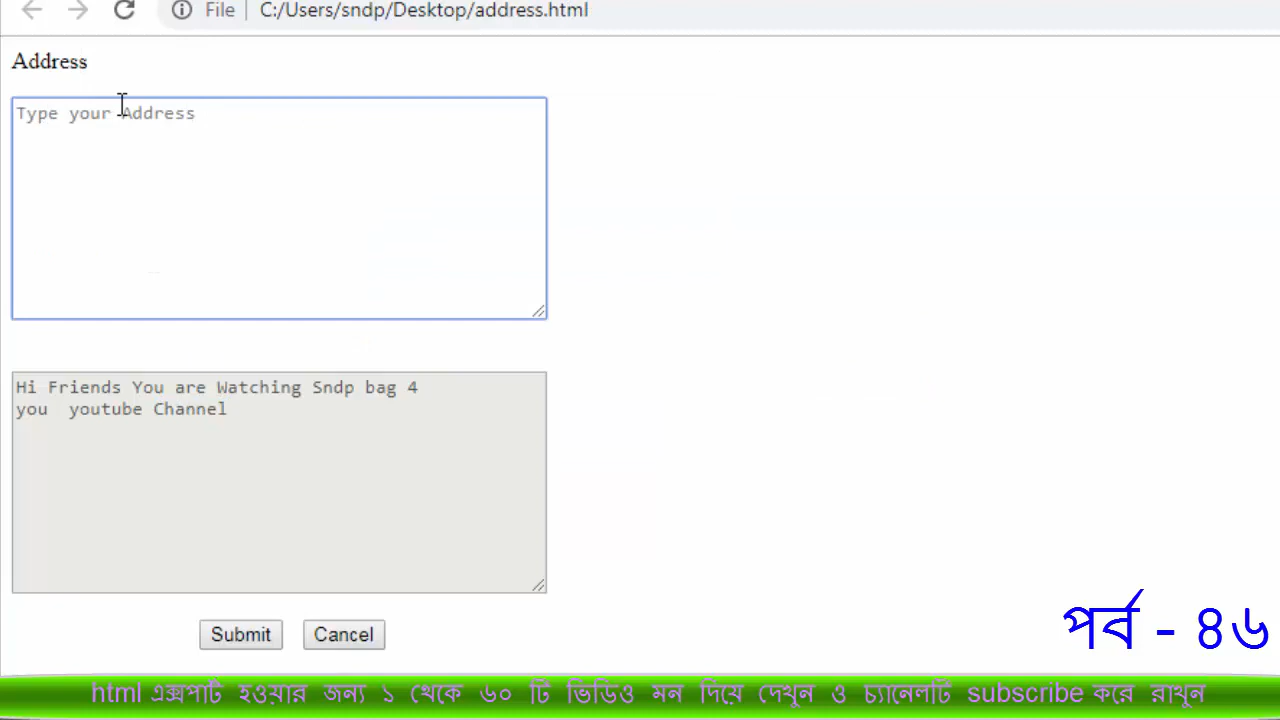 File C:/Users/sndp/Desktop/address.html
Address
Type your Address
Hi Friends You are Watching Sndp bag 4
you youtube Channel
Submit Cancel
পর্ব - ৪৬
html এক্সপার্ট হওয়ার জন্য ১ থেকে ৬০ টি ভিডিও মন দিয়ে দেখুন ও চ্যানেলটি subscribe করে রাখুন